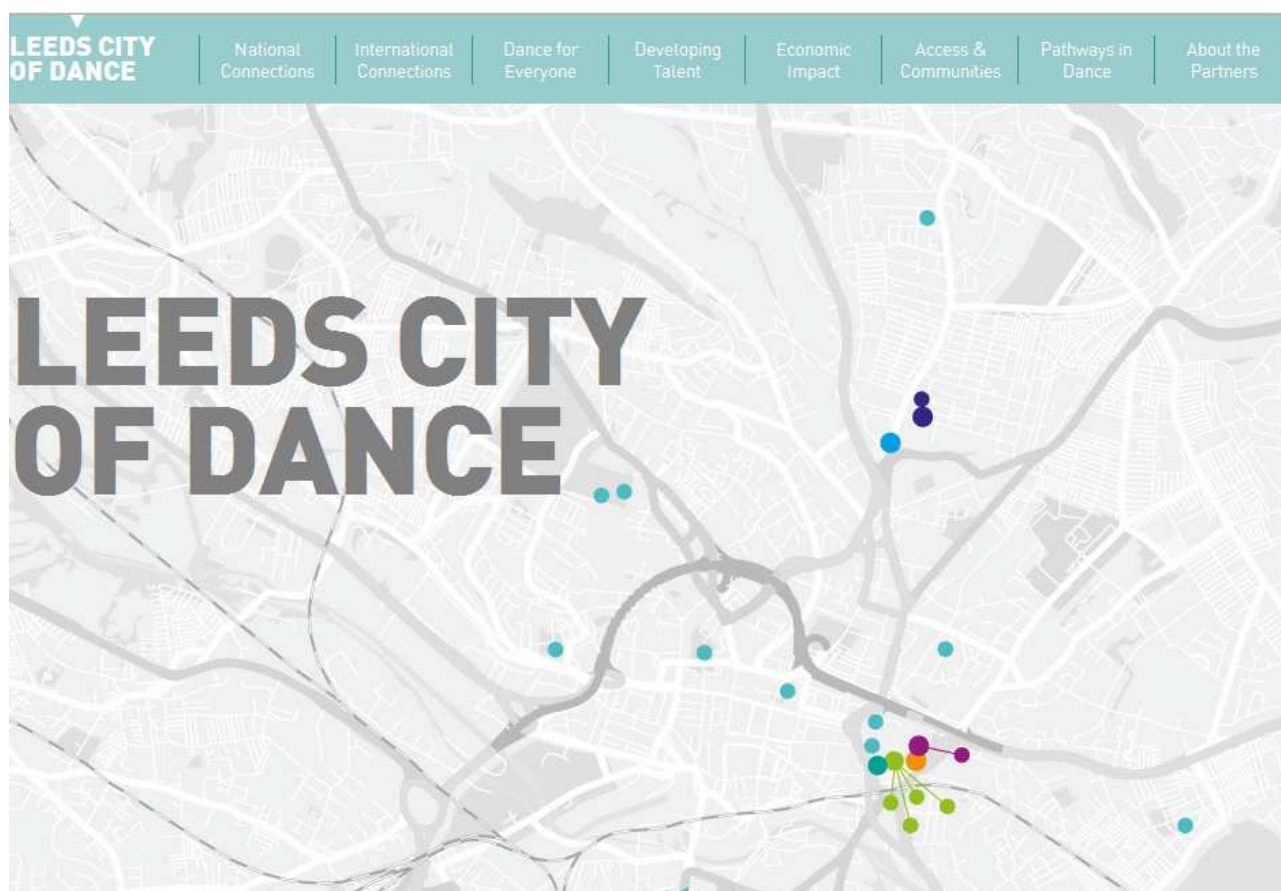 LEEDS CITY
OF DANCE
National
Connections
International
Connections
Dance for
Everyone
Developing
Talent
Economic
Impact
Access &
Communities
Pathways in
Dance
About the
Partners
LEEDS CITY
OF DANCE